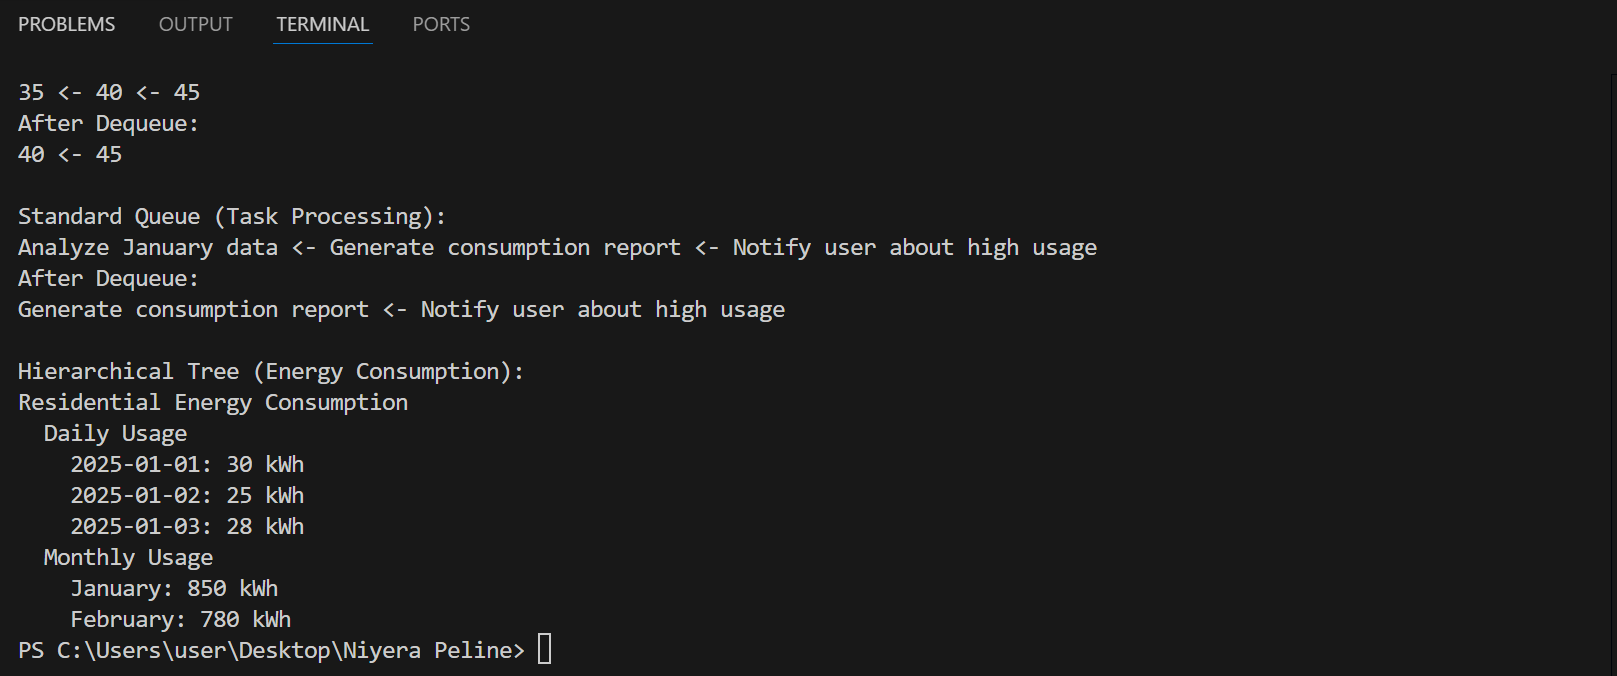 PROBLEMS OUTPUT TERMINAL PORTS
35 <- 40 <- 45
After Dequeue:
40 <- 45
Standard Queue (Task Processing):
Analyze January data <- Generate consumption report <- Notify user about high usage
After Dequeue:
Generate consumption report <- Notify user about high usage
Hierarchical Tree (Energy Consumption):
Residential Energy Consumption
  Daily Usage
    2025-01-01: 30 kWh
    2025-01-02: 25 kWh
    2025-01-03: 28 kWh
  Monthly Usage
    January: 850 kWh
    February: 780 kWh
PS C:\Users\user\Desktop\Niyera Peline>